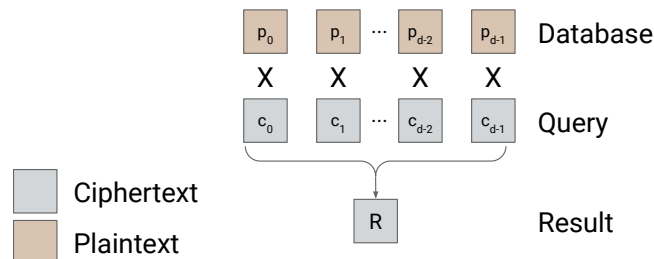 p0 p1 ... pd-2 pd-1 Database
X X X X
c0 c1 ... cd-2 cd-1 Query
Ciphertext
R Result
Plaintext